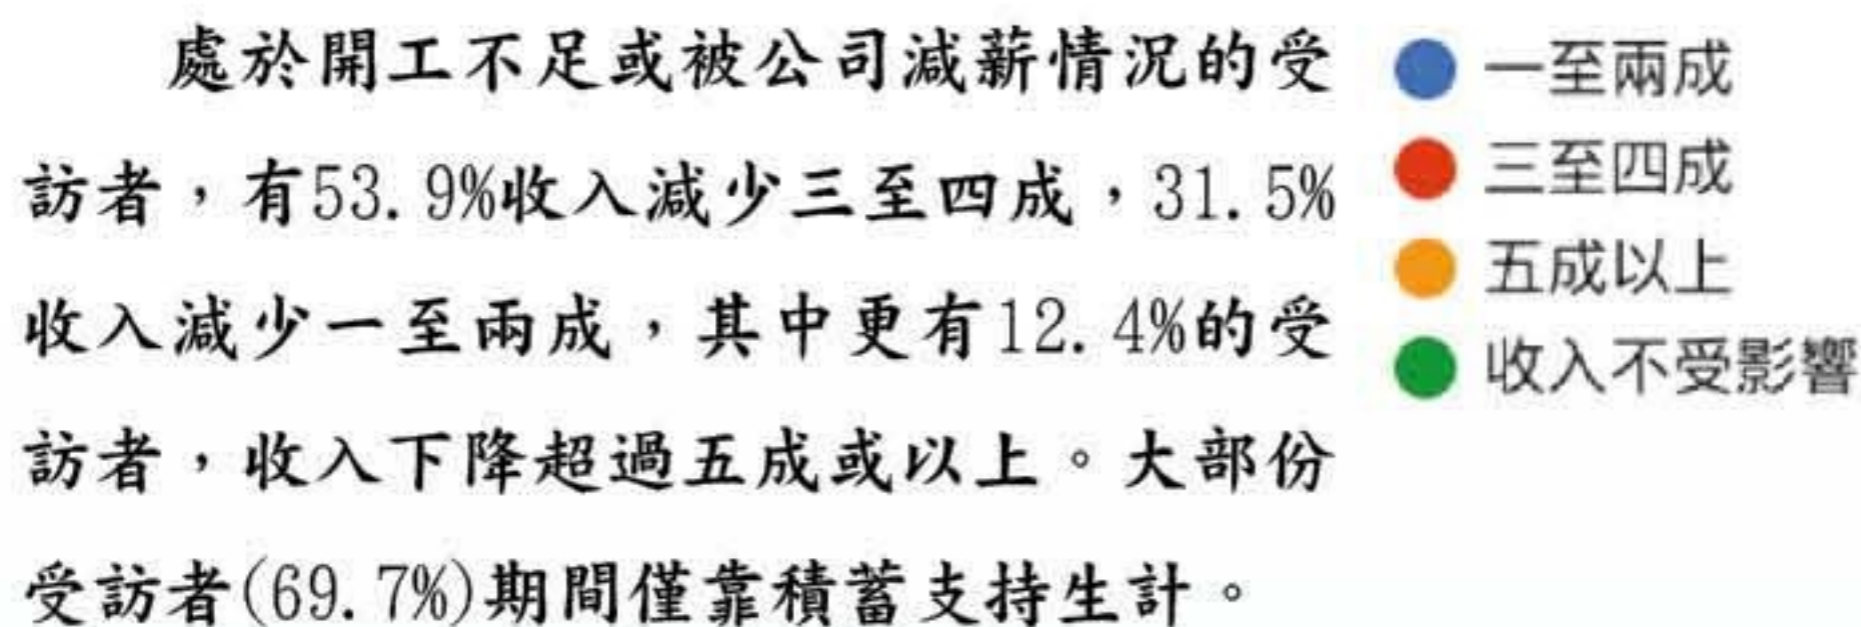 處於開工不足或被公司減薪情況的受
訪者，有53.9%收入減少三至四成，31.5%
收入減少一至兩成，其中更有12.4%的受
訪者，收入下降超過五成或以上。大部份
受訪者(69.7%)期間僅靠積蓄支持生計。
一至兩成
三至四成
五成以上
收入不受影響